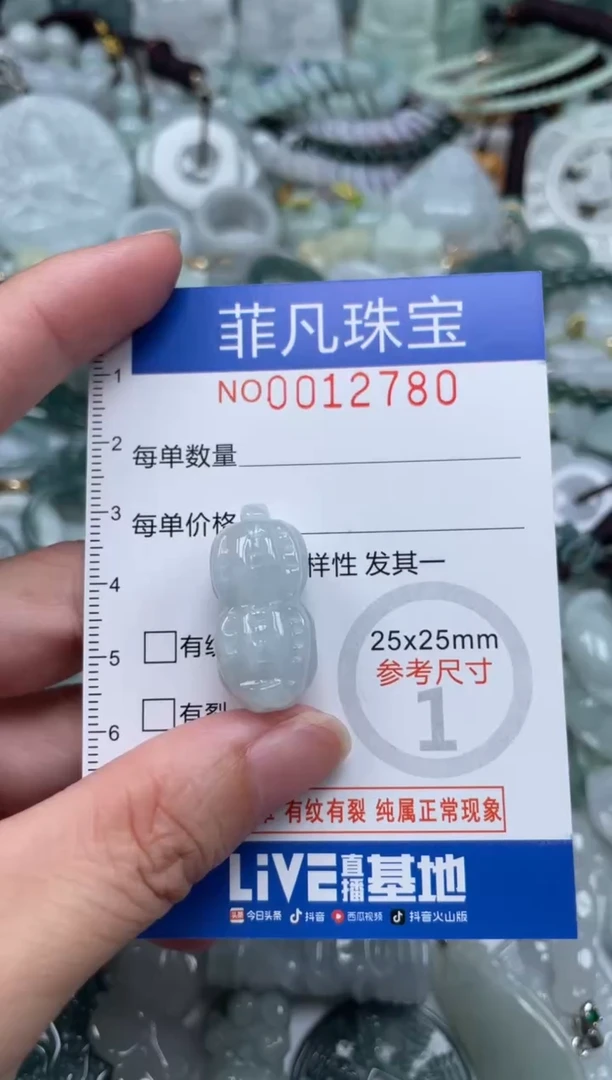 菲凡珠宝
NO0012780
每单数量
每单价格
样性 发其一
有纹
有裂
25x25mm
参考尺寸
1
有纹有裂 纯属正常现象
LiVE直播基地
头条 今日头条 抖音 西瓜视频 抖音火山版
1
2
3
4
5
6